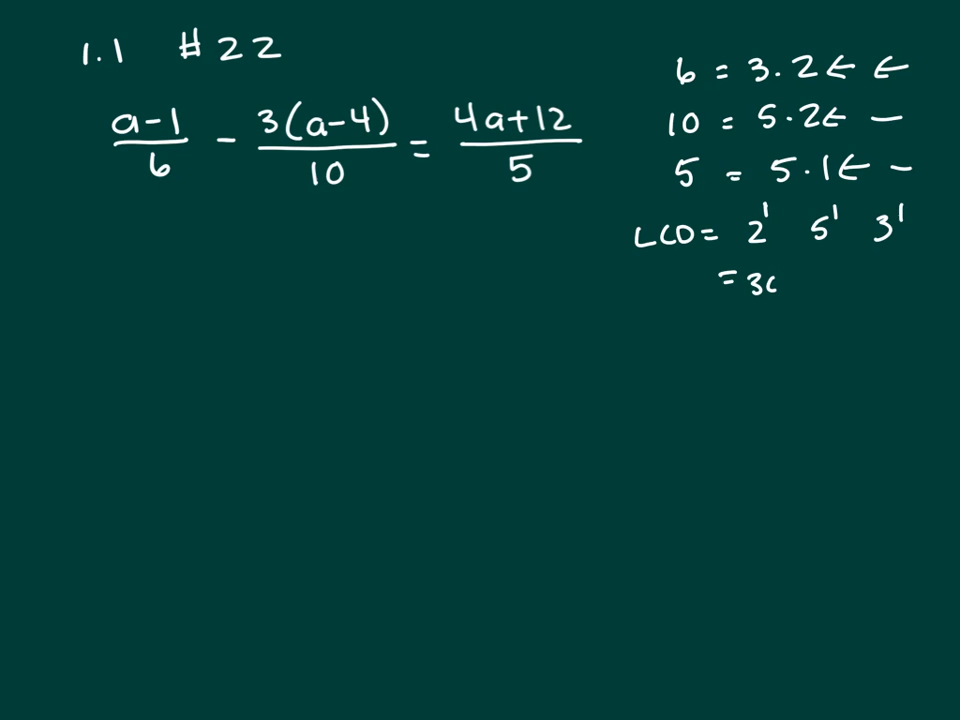 1.1 #22
(a-1)/6 - 3(a-4)/10 = (4a+12)/5
6 = 3.2← ←
10 = 5.2← –
5 = 5.1← –
LCD = 2¹ 5¹ 3¹
= 30